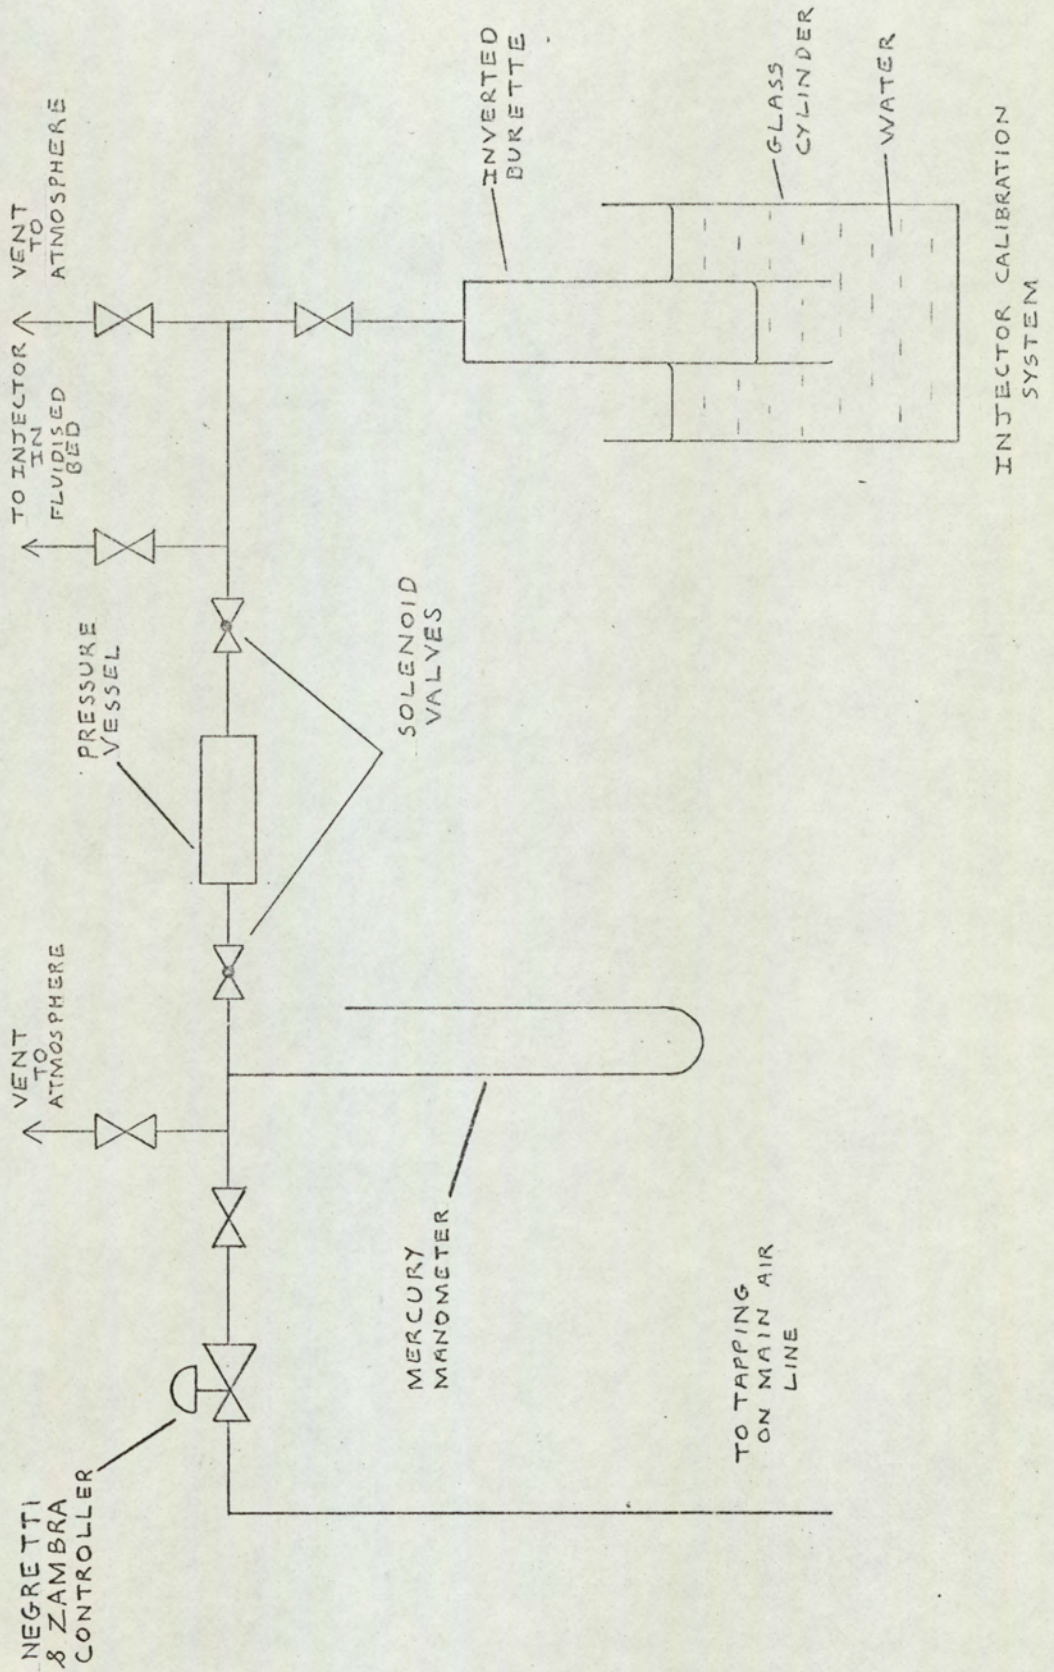 NEGRETTI
& ZAMBRA
CONTROLLER
VENT
TO
ATMOSPHERE
PRESSURE
VESSEL
TO INJECTOR
IN
FLUIDISED
BED
VENT
TO
ATMOSPHERE
MERCURY
MANOMETER
SOLENOID
VALVES
INVERTED
BURETTE
TO TAPPING
ON MAIN AIR
LINE
GLASS
CYLINDER
WATER
INJECTOR CALIBRATION
SYSTEM